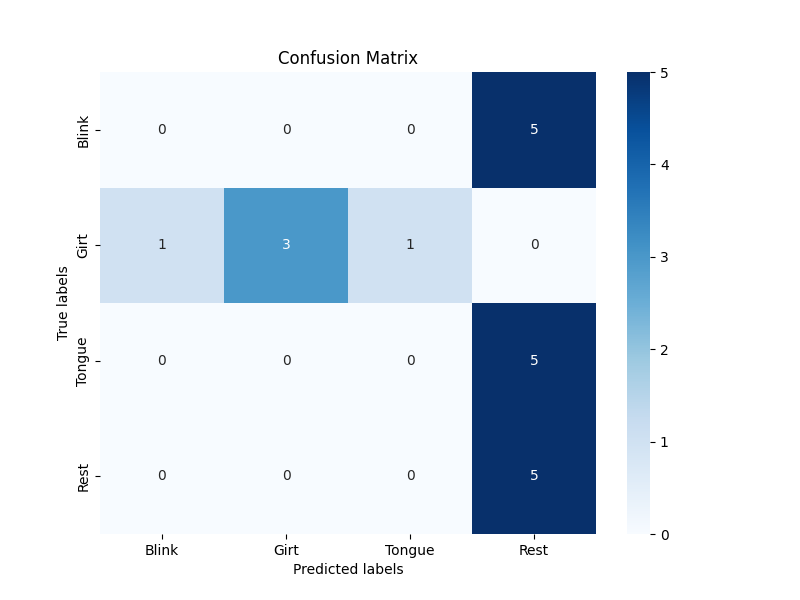 Confusion Matrix
True labels
Blink 0 0 0 5
Girt 1 3 1 0
Tongue 0 0 0 5
Rest 0 0 0 5
Blink Girt Tongue Rest
Predicted labels
5
4
3
2
1
0